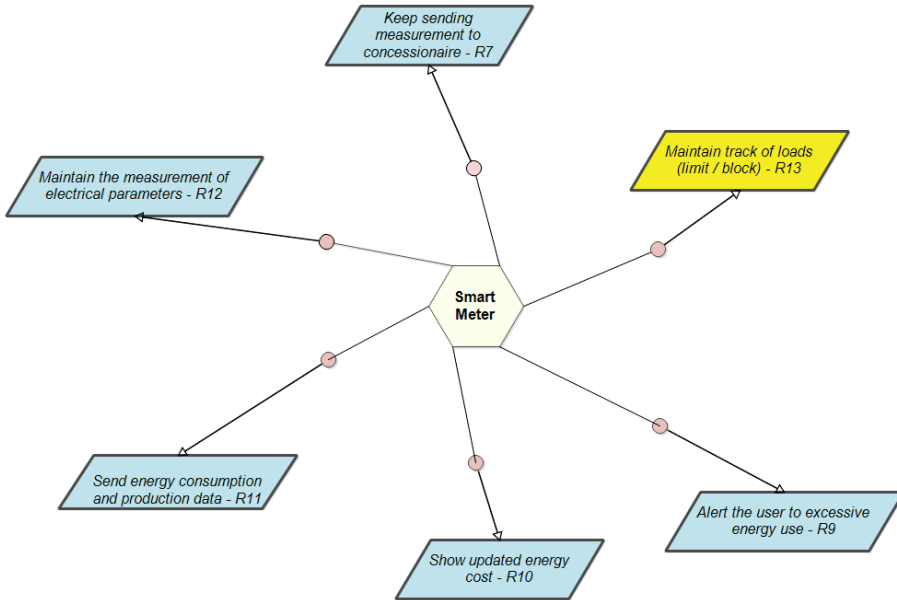 Keep sending
measurement to
concessionaire - R7
Maintain track of loads
(limit / block) - R13
Maintain the measurement of
electrical parameters - R12
Smart
Meter
Send energy consumption
and production data - R11
Alert the user to excessive
energy use - R9
Show updated energy
cost - R10